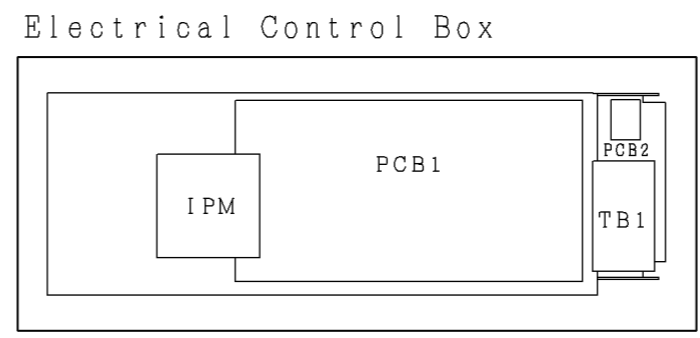 Electrical Control Box
PCB1
PCB2
IPM
TB1